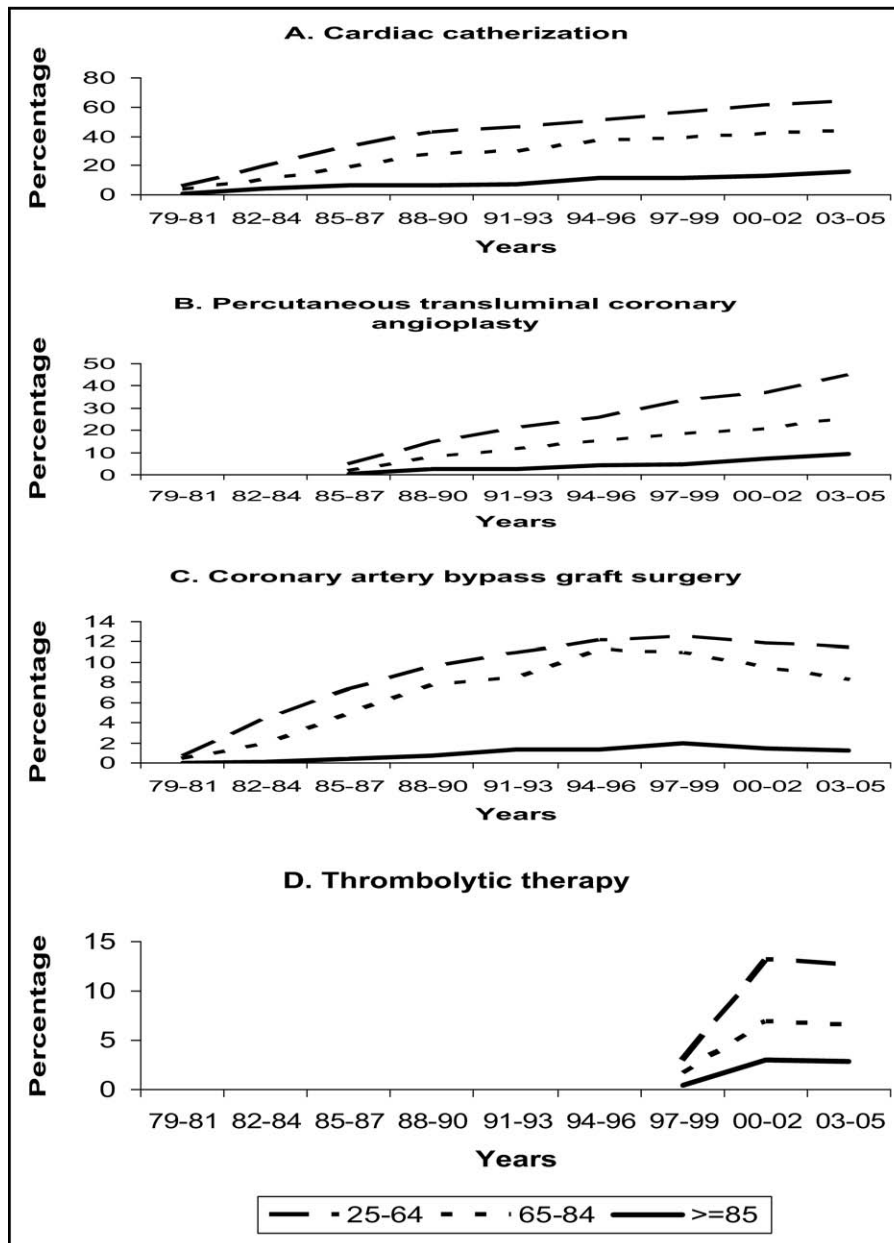 A. Cardiac catherization
Percentage
80
60
40
20
0
79-81 82-84 85-87 88-90 91-93 94-96 97-99 00-02 03-05
Years
B. Percutaneous transluminal coronary
angioplasty
Percentage
50
40
30
20
10
0
79-81 82-84 85-87 88-90 91-93 94-96 97-99 00-02 03-05
Years
C. Coronary artery bypass graft surgery
Percentage
14
12
10
8
6
4
2
0
79-81 82-84 85-87 88-90 91-93 94-96 97-99 00-02 03-05
Years
D. Thrombolytic therapy
Percentage
15
10
5
0
79-81 82-84 85-87 88-90 91-93 94-96 97-99 00-02 03-05
Years
25-64 65-84 >=85